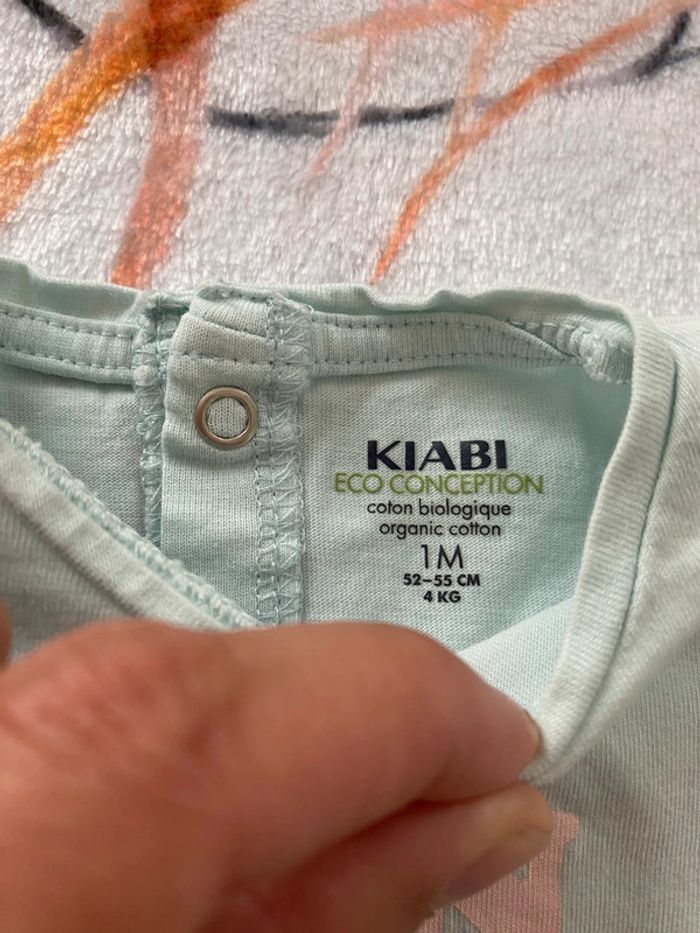 KIABI
ECO CONCEPTION
coton biologique
organic cotton
1M
52–55 CM
4 KG
N